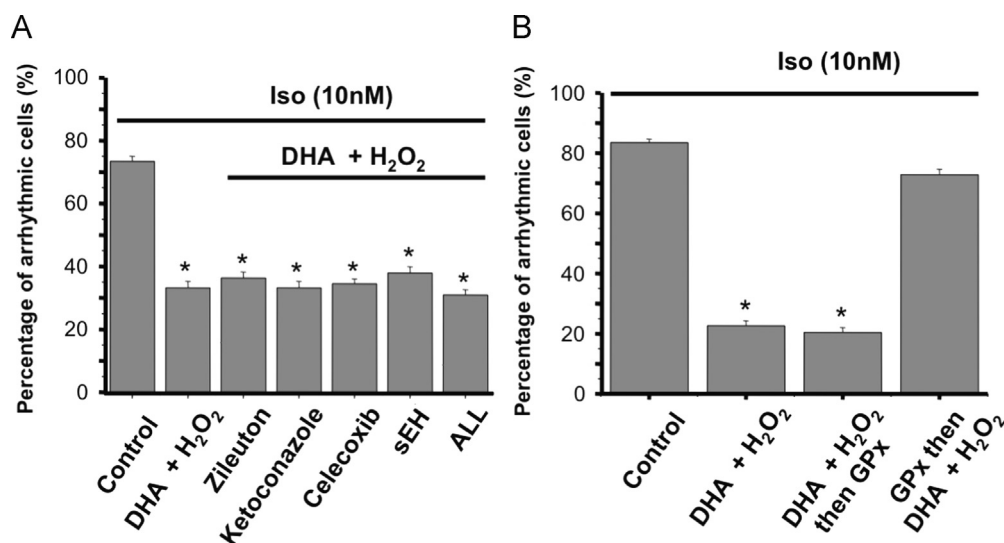 A
Percentage of arrhythmic cells (%)
100
80
60
40
20
0
Iso (10nM)
DHA + H₂O₂
*
*
*
*
*
*
Control
DHA + H₂O₂
Zileuton
Ketoconazole
Celecoxib
sEH
ALL
B
Percentage of arrhythmic cells (%)
100
80
60
40
20
0
Iso (10nM)
*
*
Control
DHA + H₂O₂
DHA + H₂O₂
then GPx
GPx then
DHA + H₂O₂